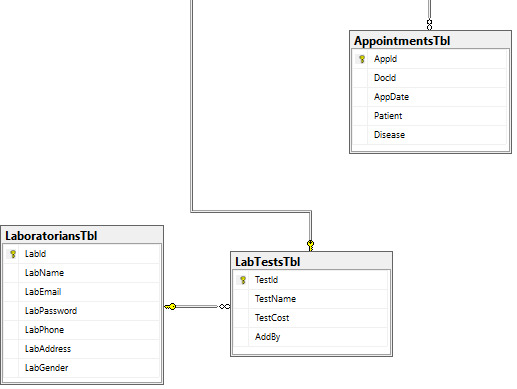 AppointmentsTbl
AppId
DocId
AppDate
Patient
Disease
LaboratoriansTbl
LabId
LabName
LabEmail
LabPassword
LabPhone
LabAddress
LabGender
LabTestsTbl
TestId
TestName
TestCost
AddBy